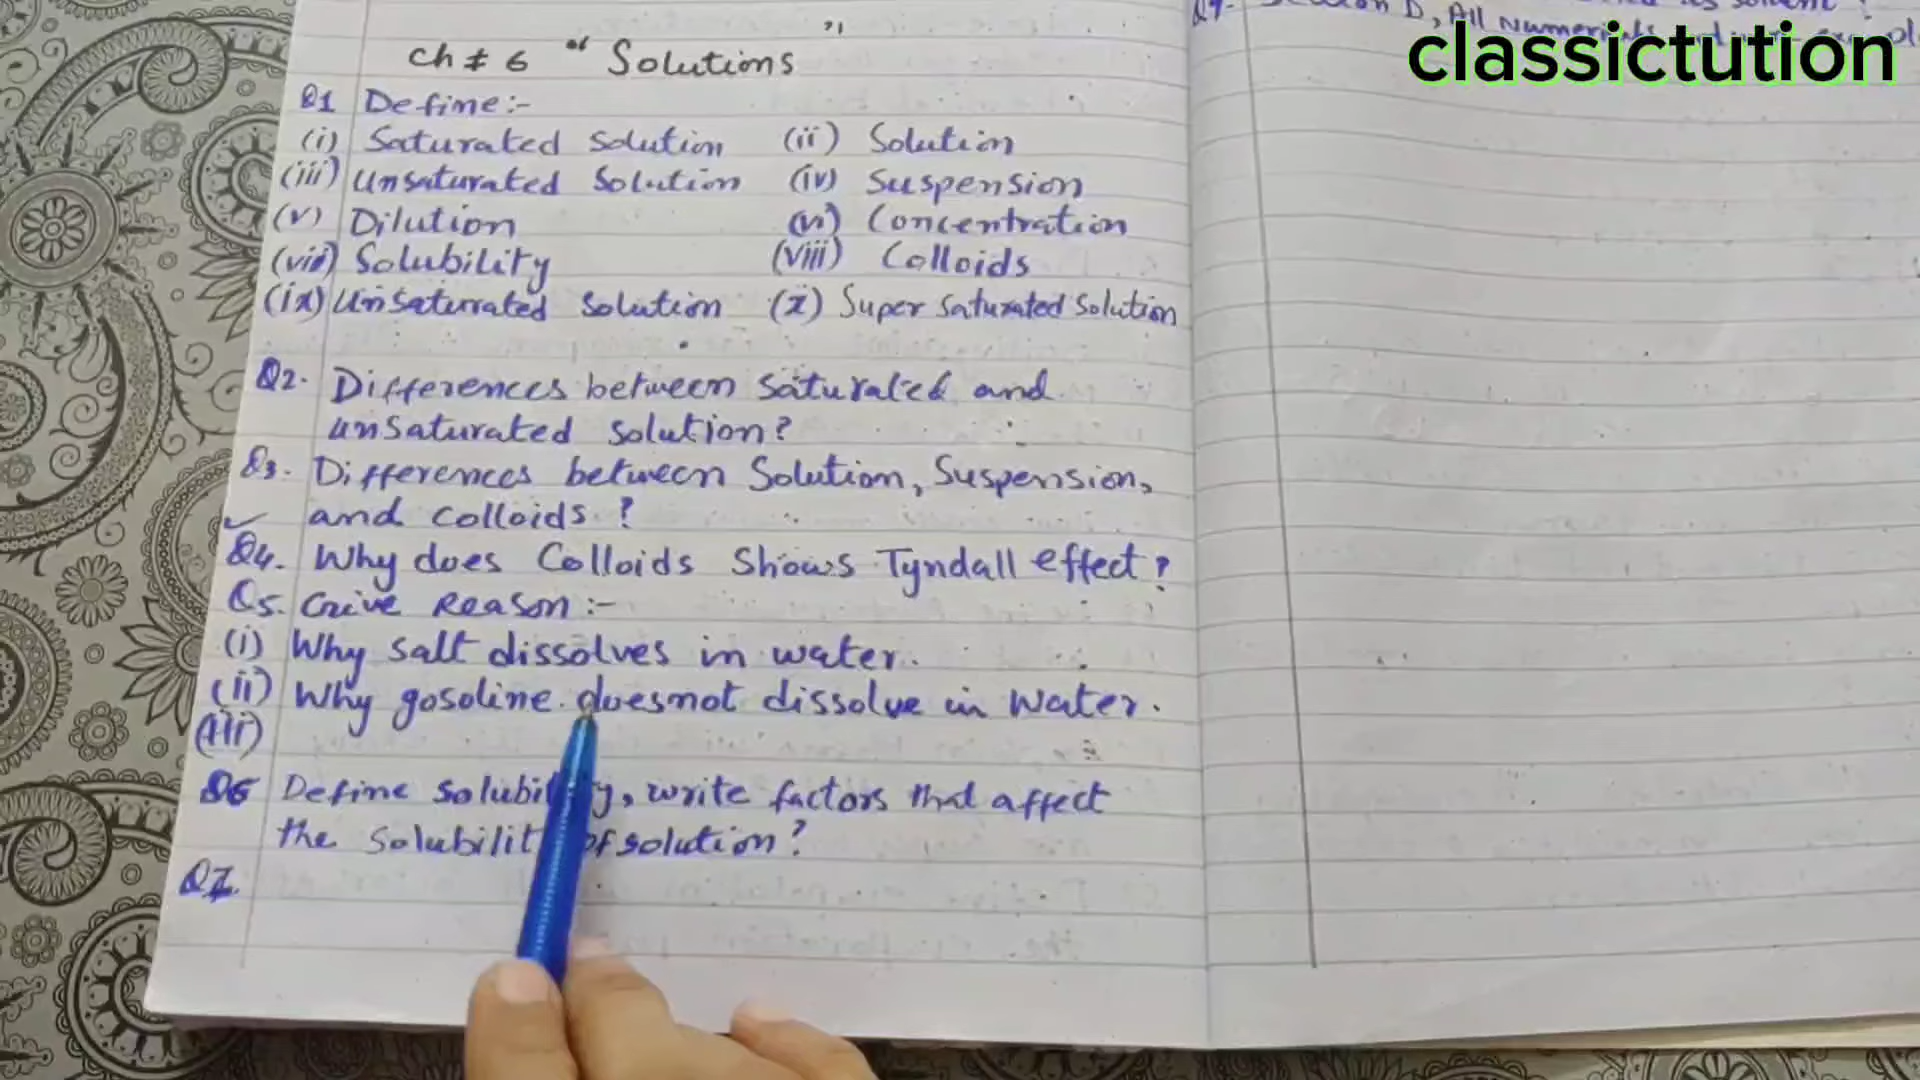 Q9. Section D, All Numericals
classictution
Ch # 6 "Solutions"
Q1 Define:-
(i) Saturated Solution (ii) Solution
(iii) Unsaturated Solution (iv) Suspension
(v) Dilution (vi) Concentration
(vii) Solubility (viii) Colloids
(ix) Unsaturated Solution (x) Super saturated solution
Q2. Differences between saturated and
unsaturated solution?
Q3. Differences between Solution, Suspension,
and colloids?
Q4. Why does Colloids Shows Tyndall effect?
Q5. Give Reason:-
(i) Why salt dissolves in water.
(ii) Why gosoline doesnot dissolve in water.
(iii)
Q6 Define solubility, write factors that affect
the solubility of solution?
Q7.